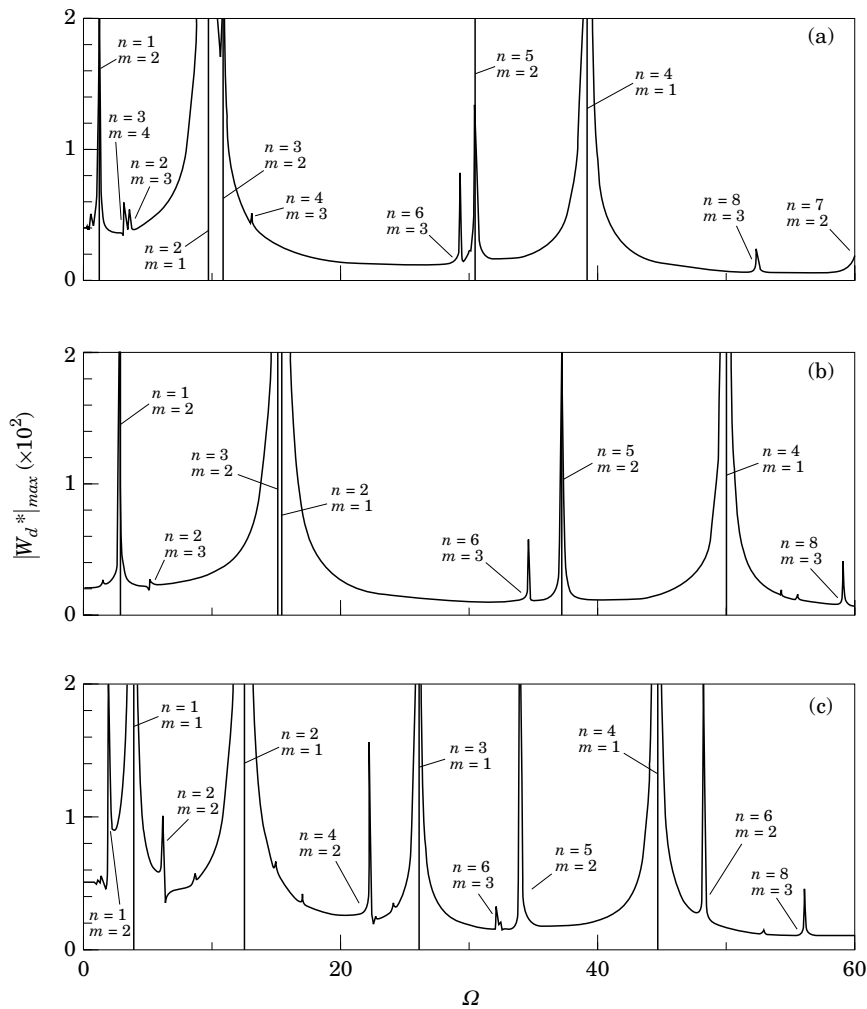 2
(a)
n = 1
m = 2
n = 5
m = 2
n = 4
m = 1
n = 3
m = 4
n = 2
m = 3
n = 3
m = 2
1
n = 4
m = 3
n = 6
m = 3
n = 8
m = 3
n = 7
m = 2
n = 2
m = 1
0
|W_d*|_max (×10²)
2
(b)
n = 1
m = 2
n = 3
m = 2
n = 2
m = 1
n = 5
m = 2
n = 4
m = 1
1
n = 2
m = 3
n = 6
m = 3
n = 8
m = 3
0
2
(c)
n = 1
m = 1
n = 2
m = 1
n = 3
m = 1
n = 4
m = 1
n = 2
m = 2
1
n = 4
m = 2
n = 6
m = 3
n = 5
m = 2
n = 6
m = 2
n = 8
m = 3
n = 1
m = 2
0
0 20 40 60
Ω